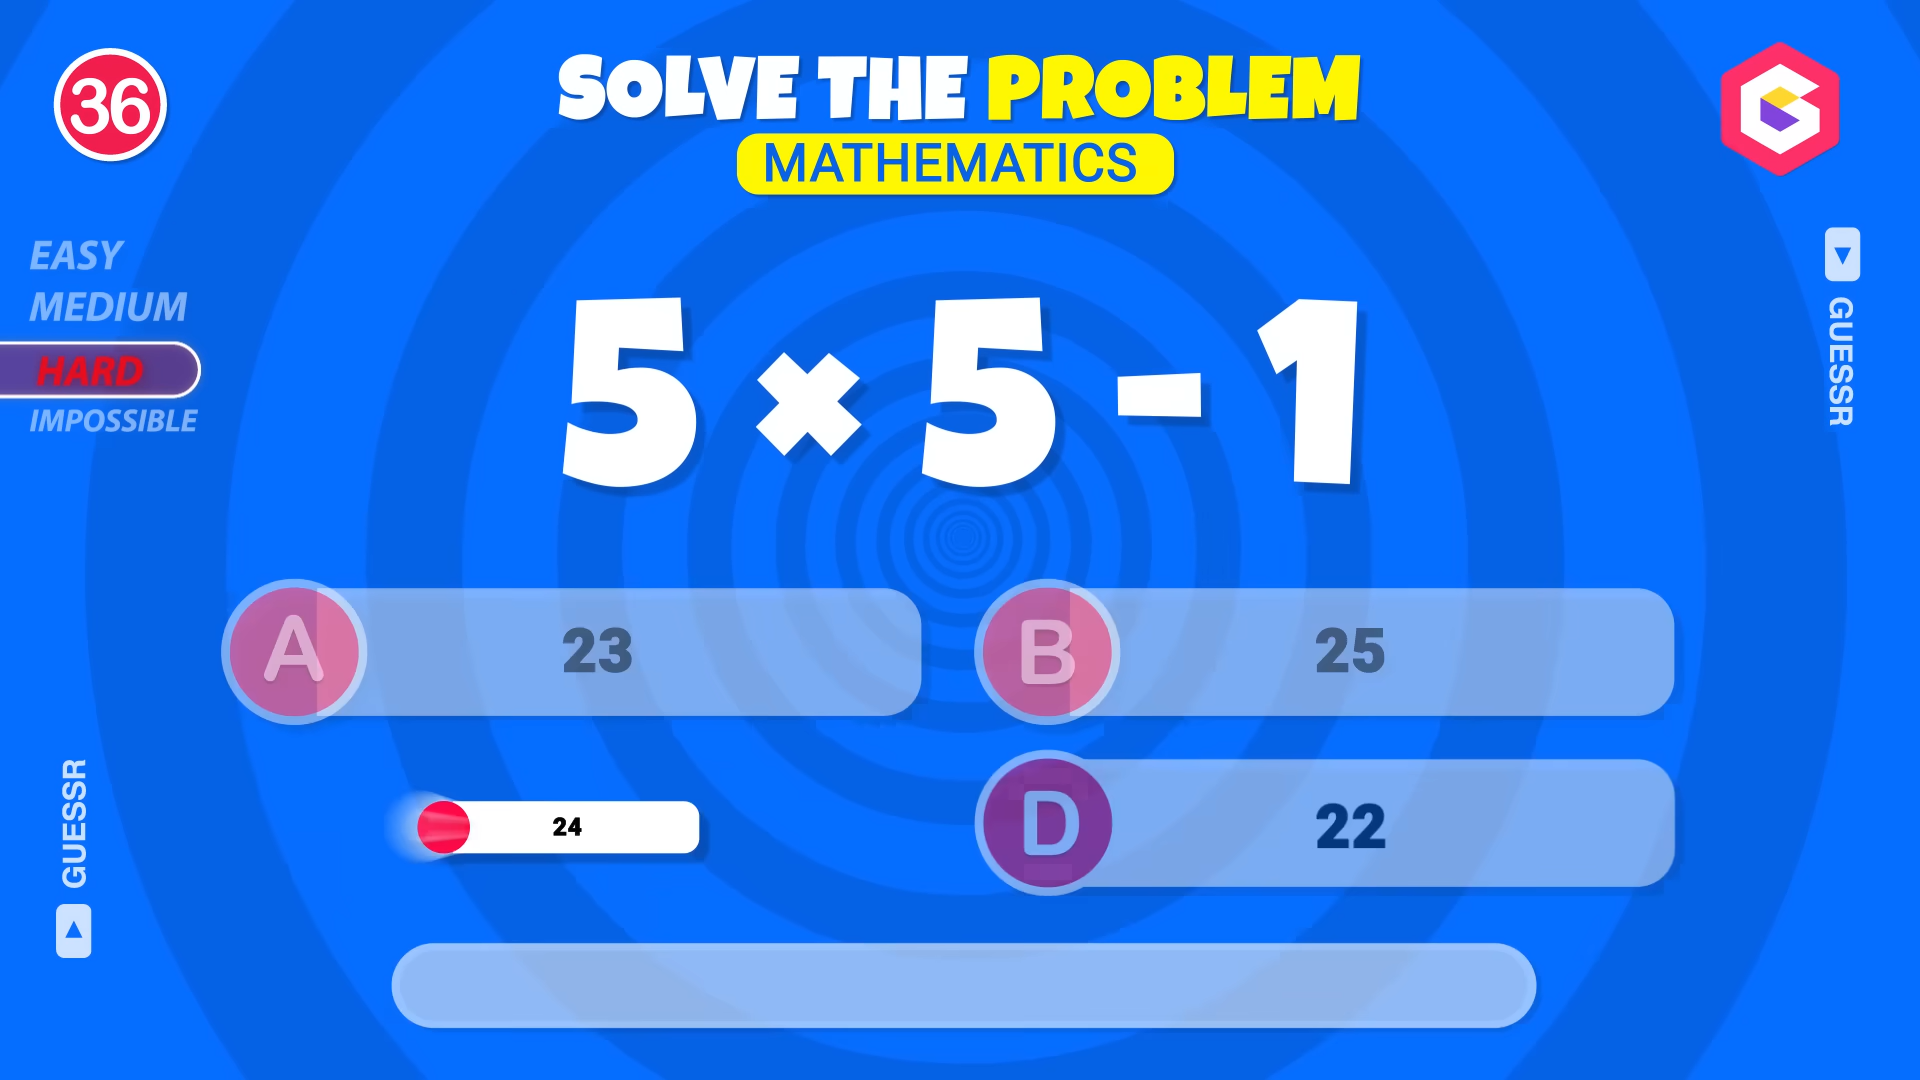 36
SOLVE THE PROBLEM
MATHEMATICS
EASY
MEDIUM
HARD
IMPOSSIBLE
GUESSR
5 × 5 - 1
A 23
B 25
24
D 22
GUESSR